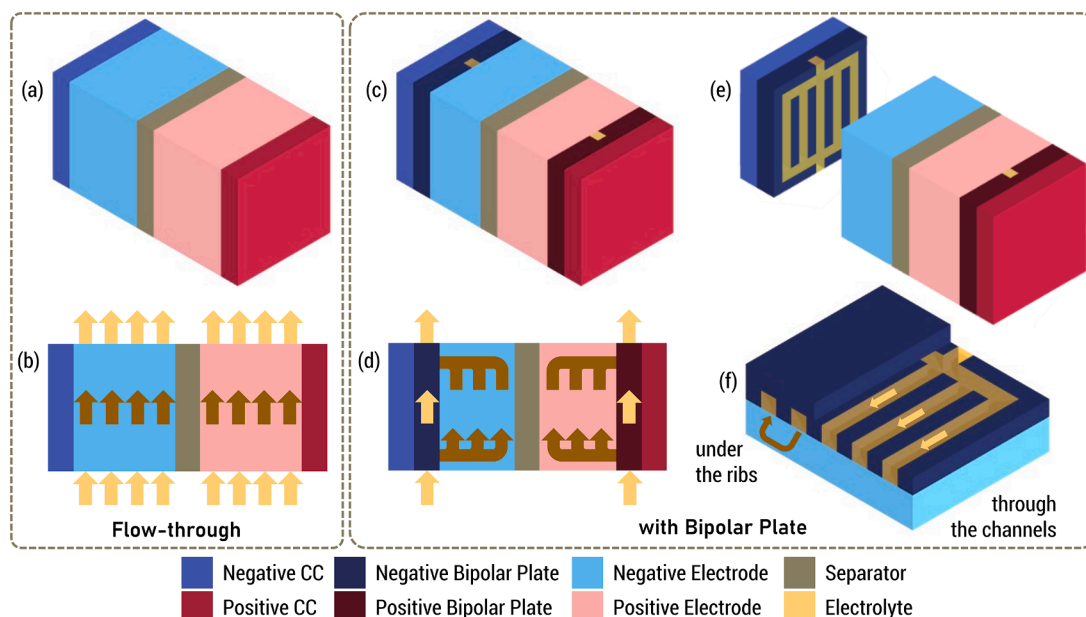 (a)
(c)
(e)
(b)
(d)
(f)
under
the ribs
through
the channels
Flow-through
with Bipolar Plate
Negative CC
Negative Bipolar Plate
Negative Electrode
Separator
Positive CC
Positive Bipolar Plate
Positive Electrode
Electrolyte